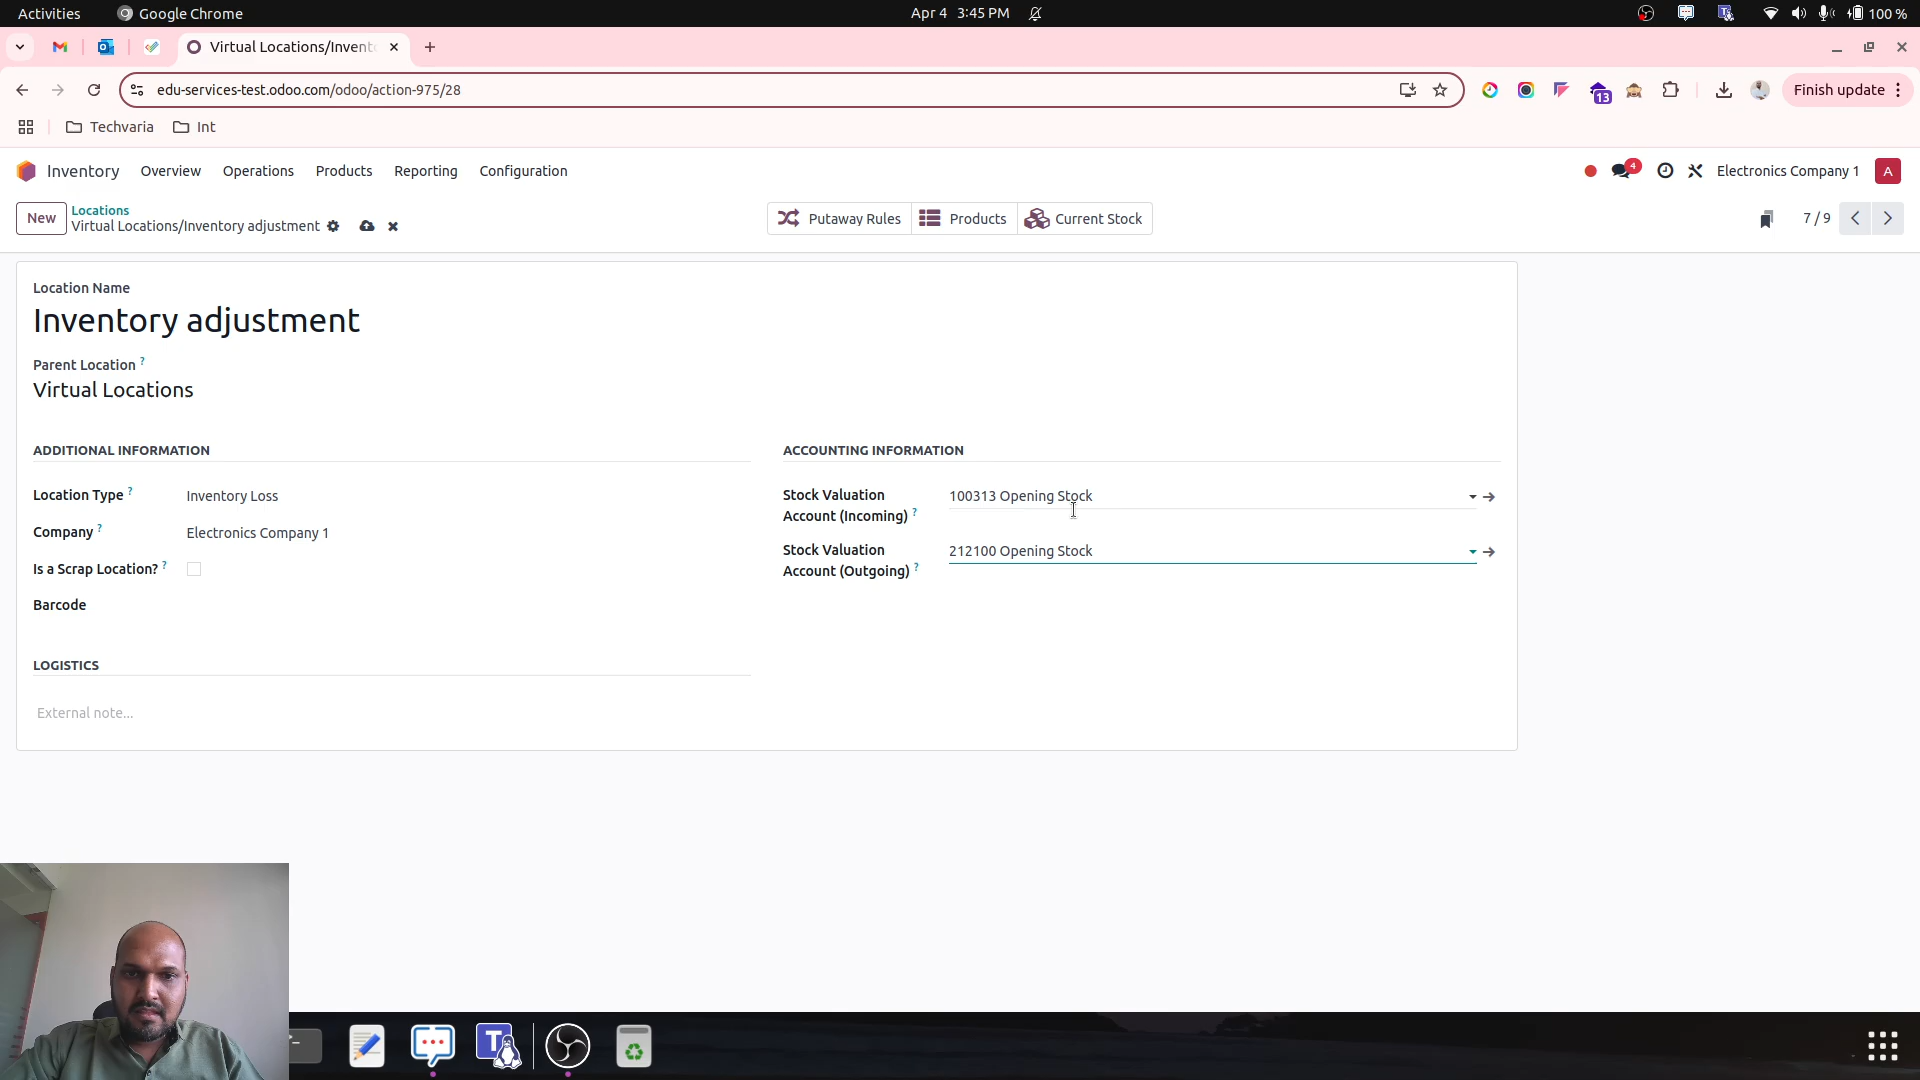 Activities
Google Chrome
Apr 4 3:45 PM
100 %
Virtual Locations/Invent
edu-services-test.odoo.com/odoo/action-975/28
13
Finish update
Techvaria
Int
Inventory
Overview
Operations
Products
Reporting
Configuration
4
Electronics Company 1
A
New
Locations
Virtual Locations/Inventory adjustment
Putaway Rules
Products
Current Stock
7 / 9
Location Name
Inventory adjustment
Parent Location ?
Virtual Locations
ADDITIONAL INFORMATION
Location Type ?
Inventory Loss
Company ?
Electronics Company 1
Is a Scrap Location? ?
Barcode
LOGISTICS
External note...
ACCOUNTING INFORMATION
Stock Valuation
Account (Incoming) ?
100313 Opening Stock
Stock Valuation
Account (Outgoing) ?
212100 Opening Stock
T